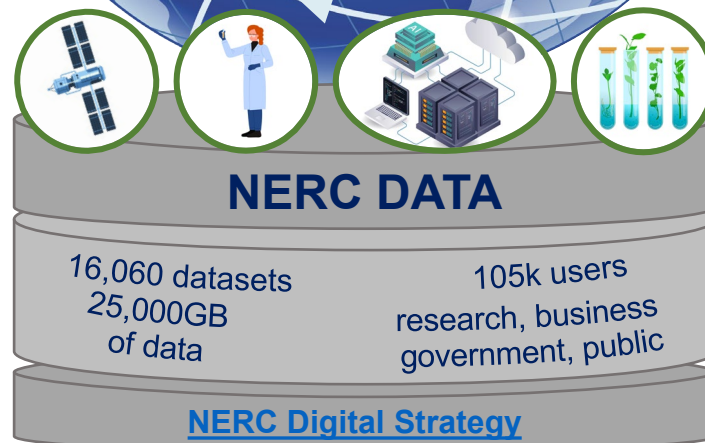 NERC DATA
16,060 datasets
25,000GB
of data
105k users
research, business
government, public
NERC Digital Strategy